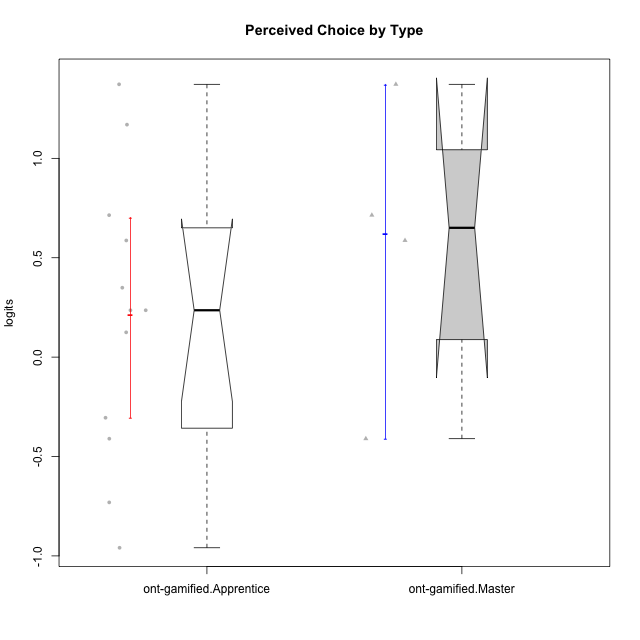 Perceived Choice by Type
logits
1.0
0.5
0.0
-0.5
-1.0
ont-gamified.Apprentice
ont-gamified.Master